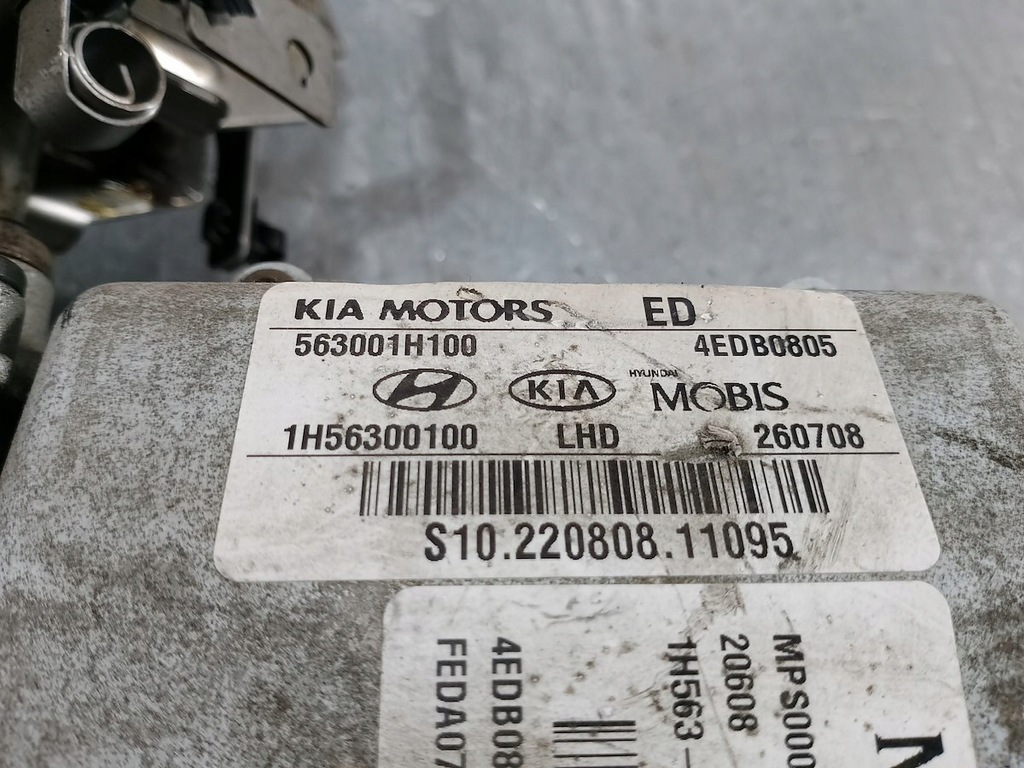 KIA MOTORS ED
563001H100 4EDB0805
KIA HYUNDAI MOBIS
1H56300100 LHD 260708
S10.220808.11095
MPS000
20608
1H563-
4EDB08
FEDA07